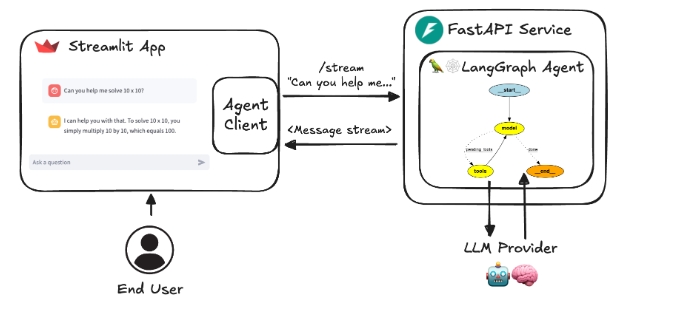 Streamlit App
Can you help me solve 10 x 10?
I can help you with that. To solve 10 x 10, you
simply multiply 10 by 10, which equals 100.
Ask a question
Agent
Client
/stream
"Can you help me..."
<Message stream>
FastAPI Service
LangGraph Agent
__start__
model
pending_tools
done
tools
__end__
LLM Provider
End User